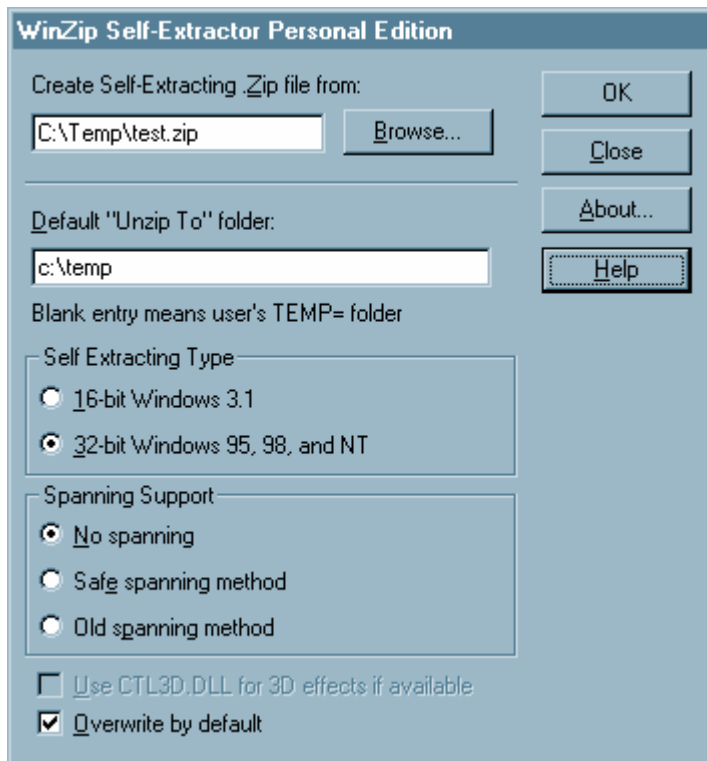 WinZip Self-Extractor Personal Edition
Create Self-Extracting .Zip file from:
C:\Temp\test.zip
Browse...
OK
Close
About...
Help
Default "Unzip To" folder:
c:\temp
Blank entry means user's TEMP= folder
Self Extracting Type
16-bit Windows 3.1
32-bit Windows 95, 98, and NT
Spanning Support
No spanning
Safe spanning method
Old spanning method
Use CTL3D.DLL for 3D effects if available
Overwrite by default